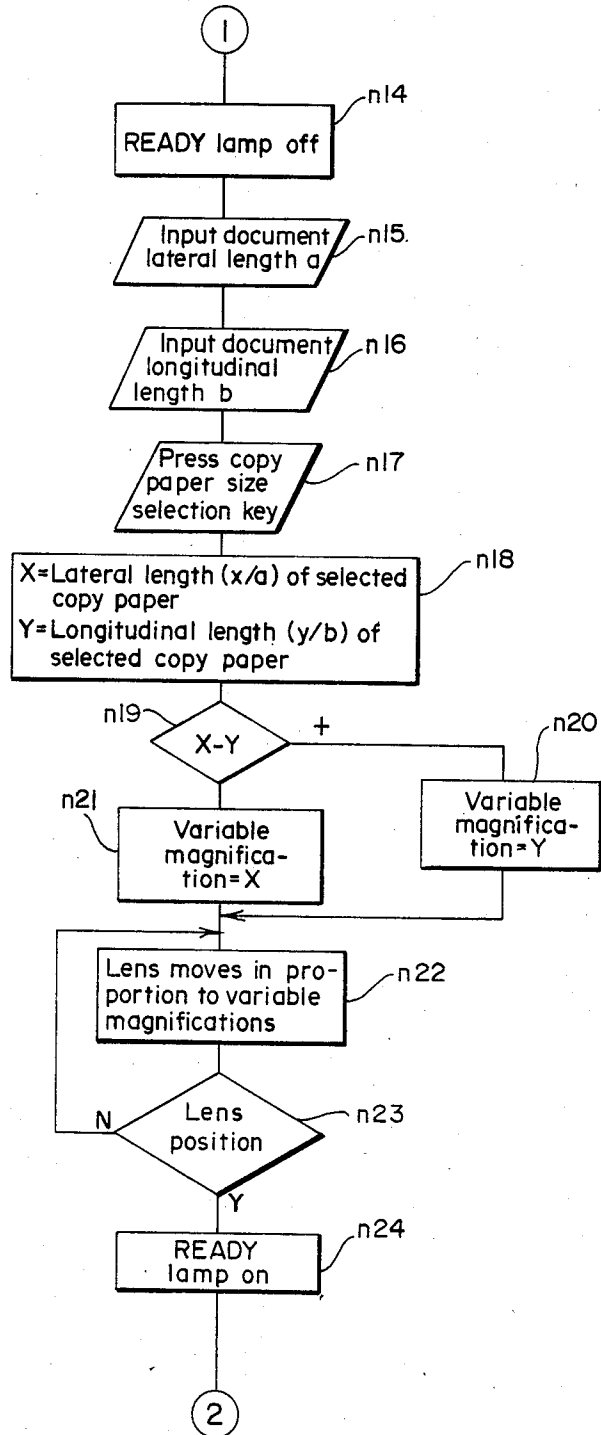 1
n14
READY lamp off
Input document
lateral length a
n15.
Input document
longitudinal
length b
n16
Press copy
paper size
selection key
n17
X=Lateral length (x/a) of selected
copy paper
Y=Longitudinal length (y/b) of
selected copy paper
n18
n19
X-Y
+
n20
Variable
magnifica-
tion=Y
n21
Variable
magnifica-
tion=X
Lens moves in pro-
portion to variable
magnifications
n22
N
Lens
position
n23
Y
READY
lamp on
n24
2